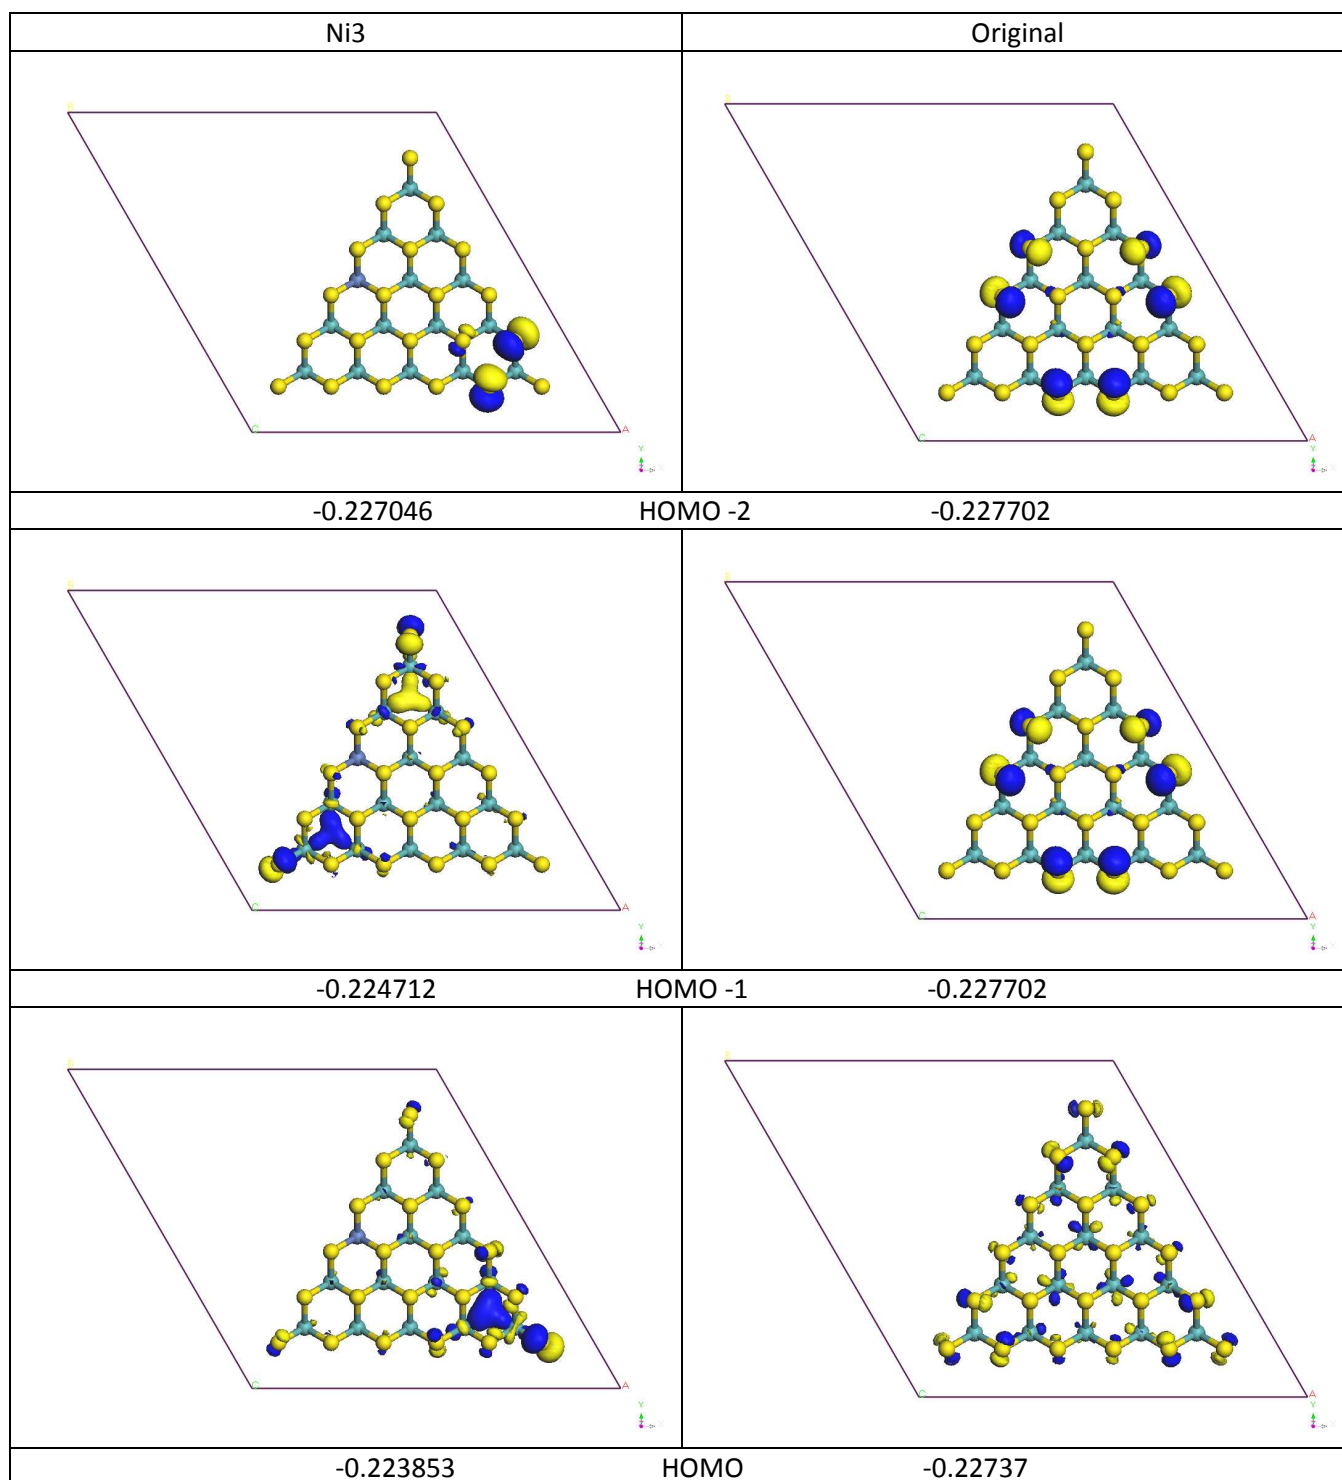 Ni3 Original
B B
C A C A
Y Y
-0.227046 HOMO -2 -0.227702
C A C A
Y Y
-0.224712 HOMO -1 -0.227702
C A C A
Y Y
-0.223853 HOMO -0.22737